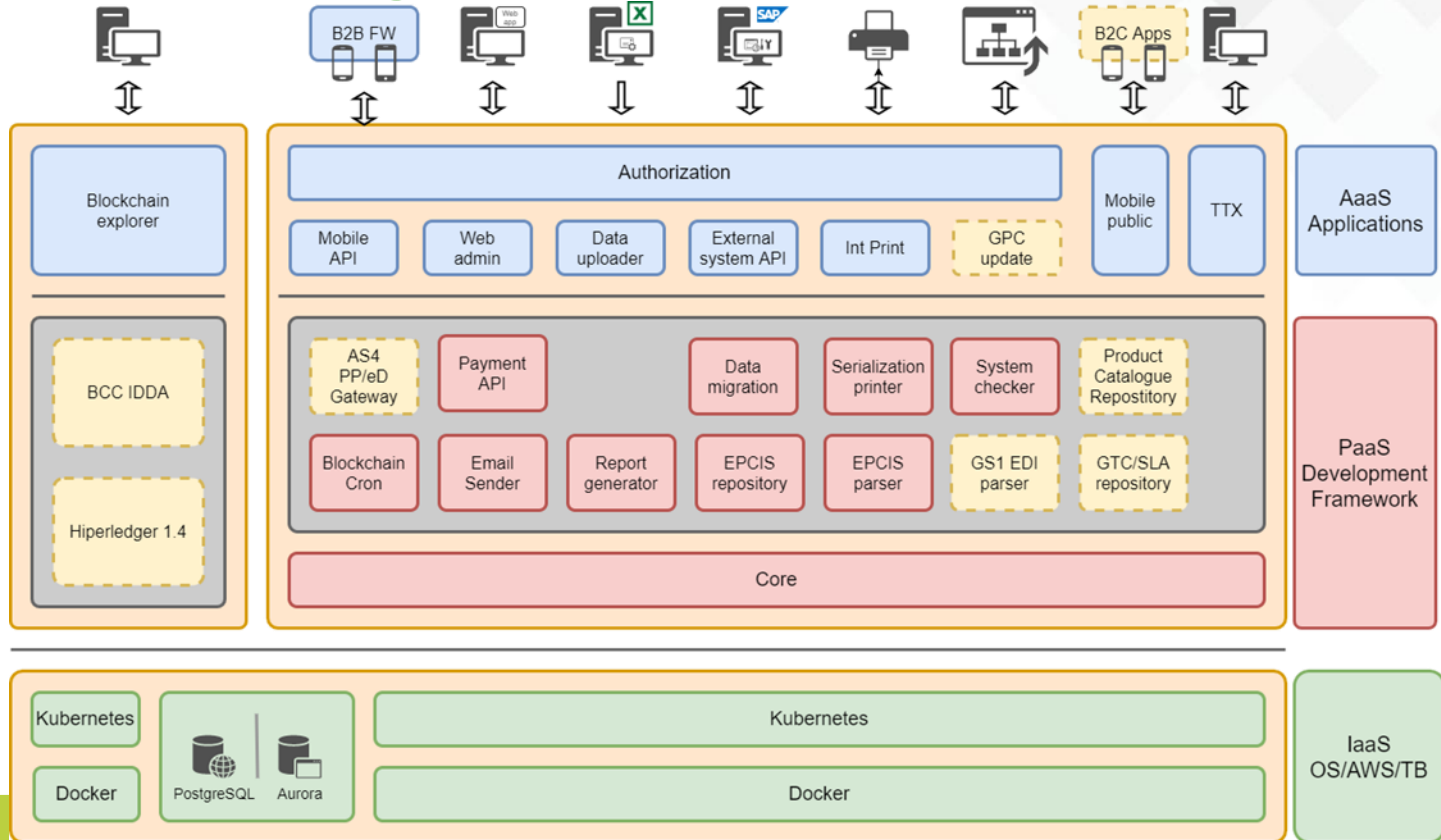 B2B FW
Web
app
X
SAP
B2C Apps
Blockchain
explorer
Authorization
Mobile
API
Web
admin
Data
uploader
External
system API
Int Print
GPC
update
Mobile
public
TTX
AaaS
Applications
BCC IDDA
Hiperledger 1.4
AS4
PP/eD
Gateway
Payment
API
Data
migration
Serialization
printer
System
checker
Product
Catalogue
Repostitory
Blockchain
Cron
Email
Sender
Report
generator
EPCIS
repository
EPCIS
parser
GS1 EDI
parser
GTC/SLA
repository
Core
PaaS
Development
Framework
Kubernetes
Docker
PostgreSQL
Aurora
Kubernetes
Docker
IaaS
OS/AWS/TB